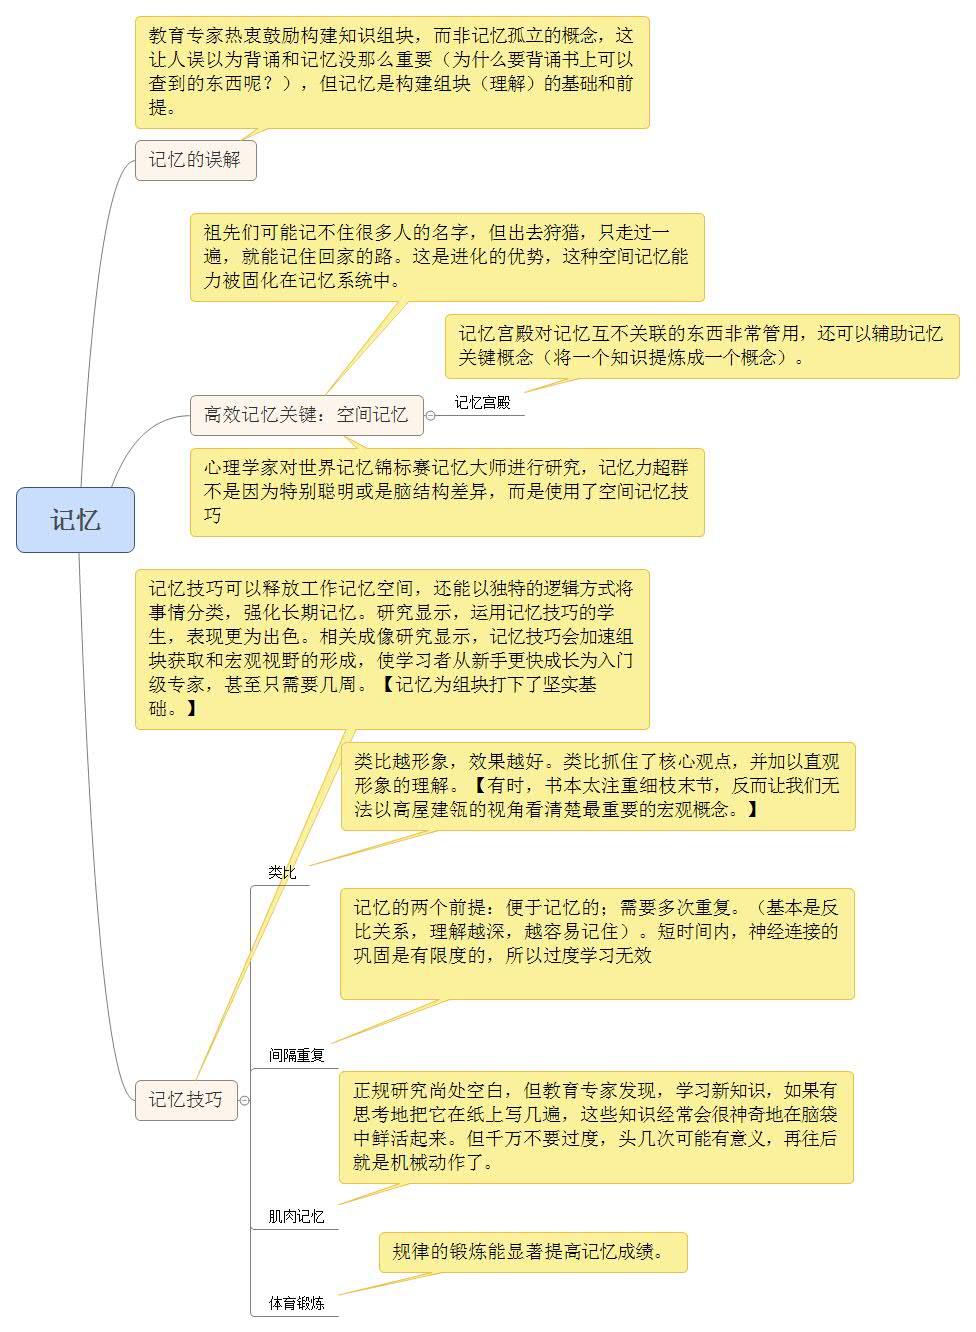 教育专家热衷鼓励构建知识组块，而非记忆孤立的概念，这
让人误以为背诵和记忆没那么重要（为什么要背诵书上可以
查到的东西呢？），但记忆是构建组块（理解）的基础和前
提。
记忆的误解
祖先们可能记不住很多人的名字，但出去狩猎，只走过一
遍，就能记住回家的路。这是进化的优势，这种空间记忆能
力被固化在记忆系统中。
记忆宫殿对记忆互不关联的东西非常管用，还可以辅助记忆
关键概念（将一个知识提炼成一个概念）。
记忆宫殿
高效记忆关键：空间记忆
心理学家对世界记忆锦标赛记忆大师进行研究，记忆力超群
不是因为特别聪明或是脑结构差异，而是使用了空间记忆技
巧
记忆
记忆技巧可以释放工作记忆空间，还能以独特的逻辑方式将
事情分类，强化长期记忆。研究显示，运用记忆技巧的学
生，表现更为出色。相关成像研究显示，记忆技巧会加速组
块获取和宏观视野的形成，使学习者从新手更快成长为入门
级专家，甚至只需要几周。【记忆为组块打下了坚实基
础。】
类比越形象，效果越好。类比抓住了核心观点，并加以直观
形象的理解。【有时，书本太注重细枝末节，反而让我们无
法以高屋建瓴的视角看清楚最重要的宏观概念。】
类比
记忆的两个前提：便于记忆的；需要多次重复。（基本是反
比关系，理解越深，越容易记住）。短时间内，神经连接的
巩固是有限度的，所以过度学习无效
间隔重复
正规研究尚处空白，但教育专家发现，学习新知识，如果有
思考地把它在纸上写几遍，这些知识经常会很神奇地在脑袋
中鲜活起来。但千万不要过度，头几次可能有意义，再往后
就是机械动作了。
记忆技巧
肌肉记忆
规律的锻炼能显著提高记忆成绩。
体育锻炼